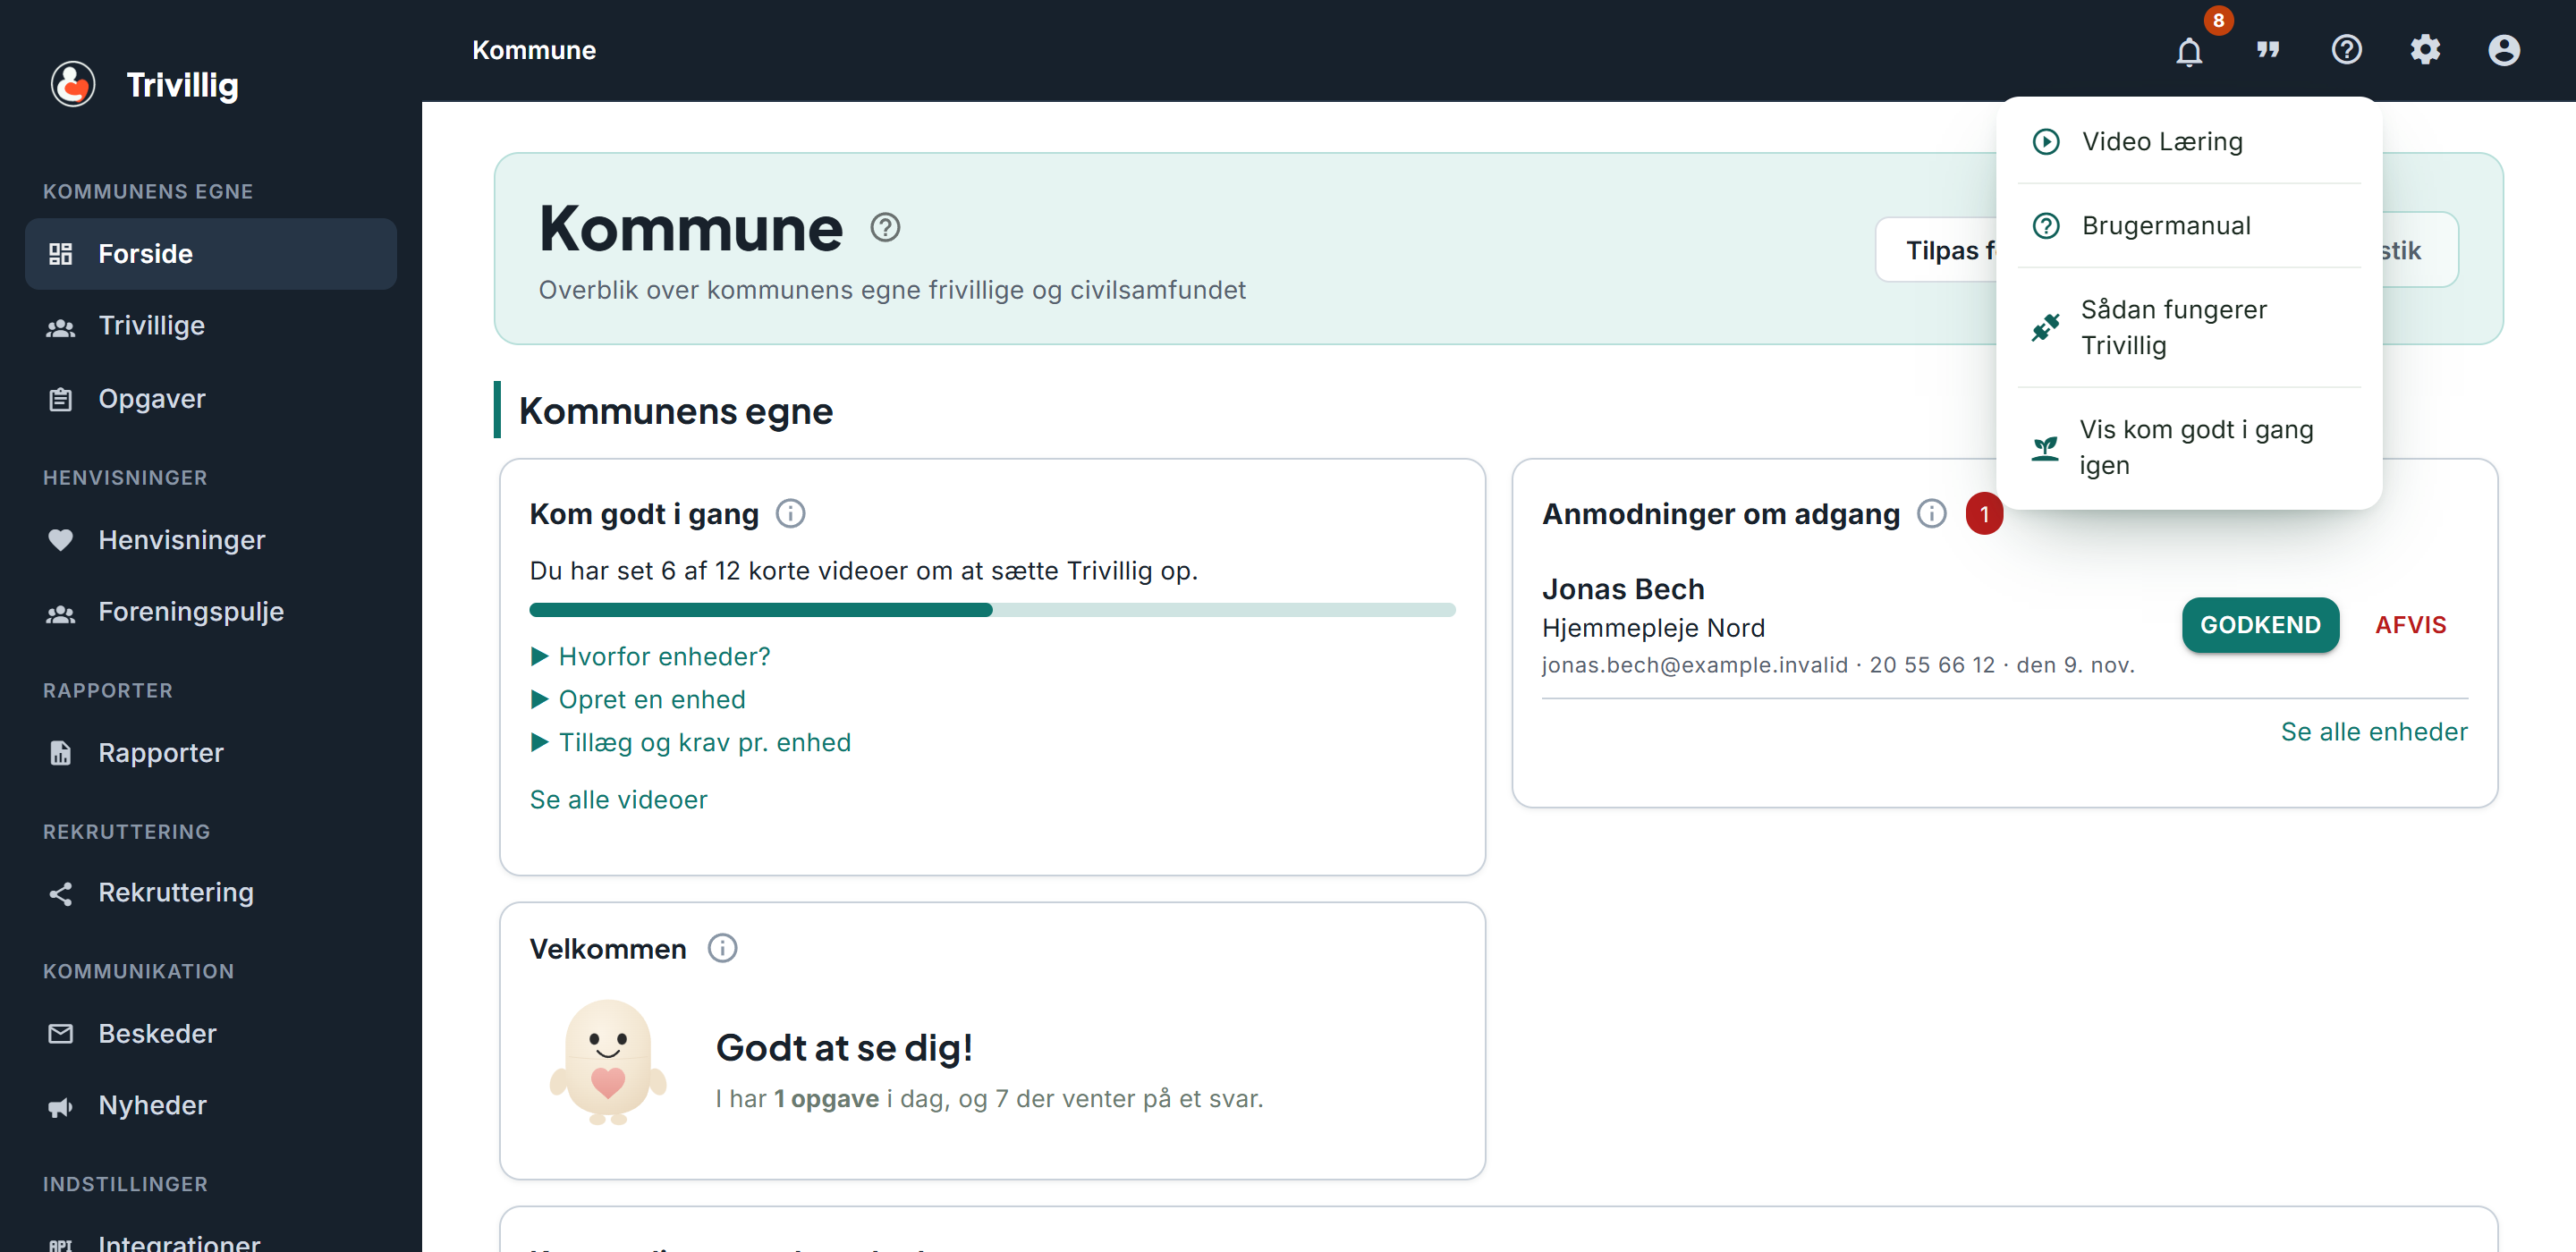 Trivillig
KOMMUNENS EGNE
Forside
Trivillige
Opgaver
HENVISNINGER
Henvisninger
Foreningspulje
RAPPORTER
Rapporter
REKRUTTERING
Rekruttering
KOMMUNIKATION
Beskeder
Nyheder
INDSTILLINGER
API Integrationer
Kommune
8
Video Læring
Brugermanual
Sådan fungerer
Trivillig
Vis kom godt i gang
igen
Kommune
Overblik over kommunens egne frivillige og civilsamfundet
Tilpas
Kommunens egne
Kom godt i gang
Du har set 6 af 12 korte videoer om at sætte Trivillig op.
Hvorfor enheder?
Opret en enhed
Tillæg og krav pr. enhed
Se alle videoer
Anmodninger om adgang 1
Jonas Bech
Hjemmepleje Nord
jonas.bech@example.invalid · 20 55 66 12 · den 9. nov.
GODKEND AFVIS
Se alle enheder
Velkommen
Godt at se dig!
I har 1 opgave i dag, og 7 der venter på et svar.